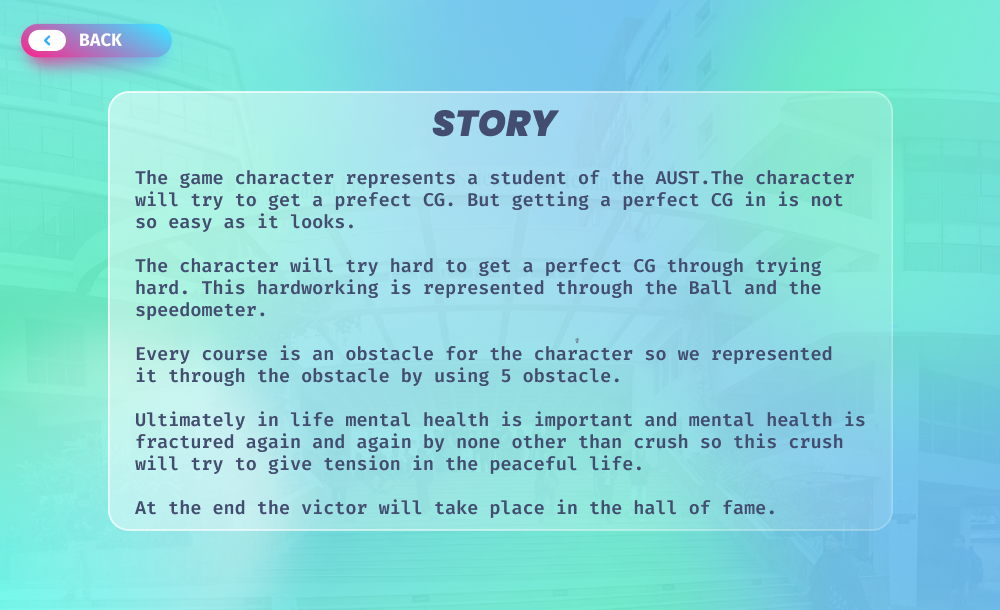 BACK
STORY
The game character represents a student of the AUST.The character
will try to get a prefect CG. But getting a perfect CG in is not
so easy as it looks.
The character will try hard to get a perfect CG through trying
hard. This hardworking is represented through the Ball and the
speedometer.
Every course is an obstacle for the character so we represented
it through the obstacle by using 5 obstacle.
Ultimately in life mental health is important and mental health is
fractured again and again by none other than crush so this crush
will try to give tension in the peaceful life.
At the end the victor will take place in the hall of fame.